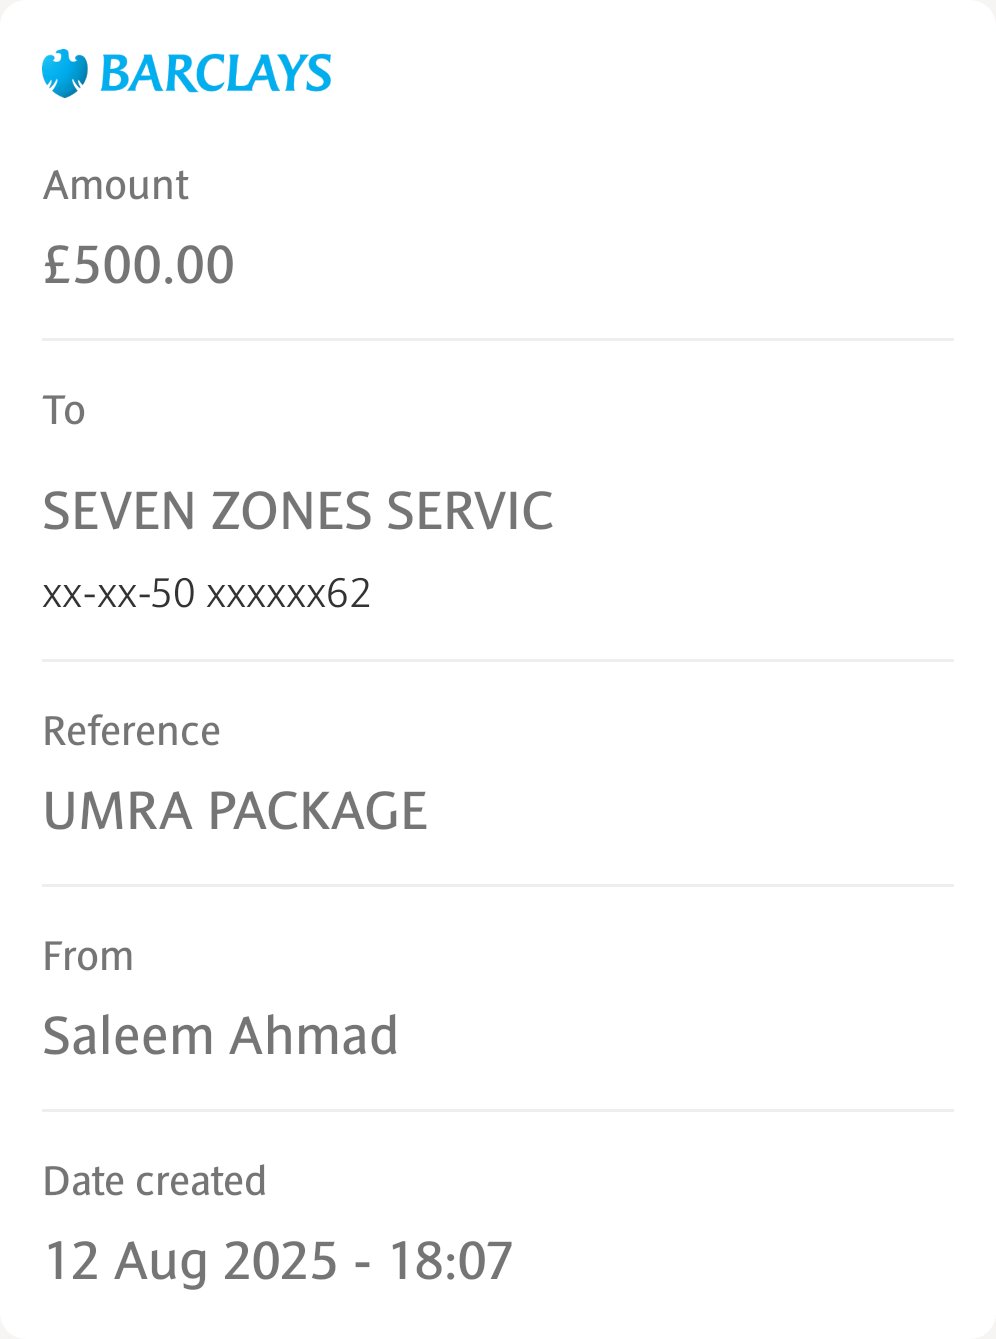 BARCLAYS
Amount
£500.00
To
SEVEN ZONES SERVIC
xx-xx-50 xxxxxx62
Reference
UMRA PACKAGE
From
Saleem Ahmad
Date created
12 Aug 2025 - 18:07